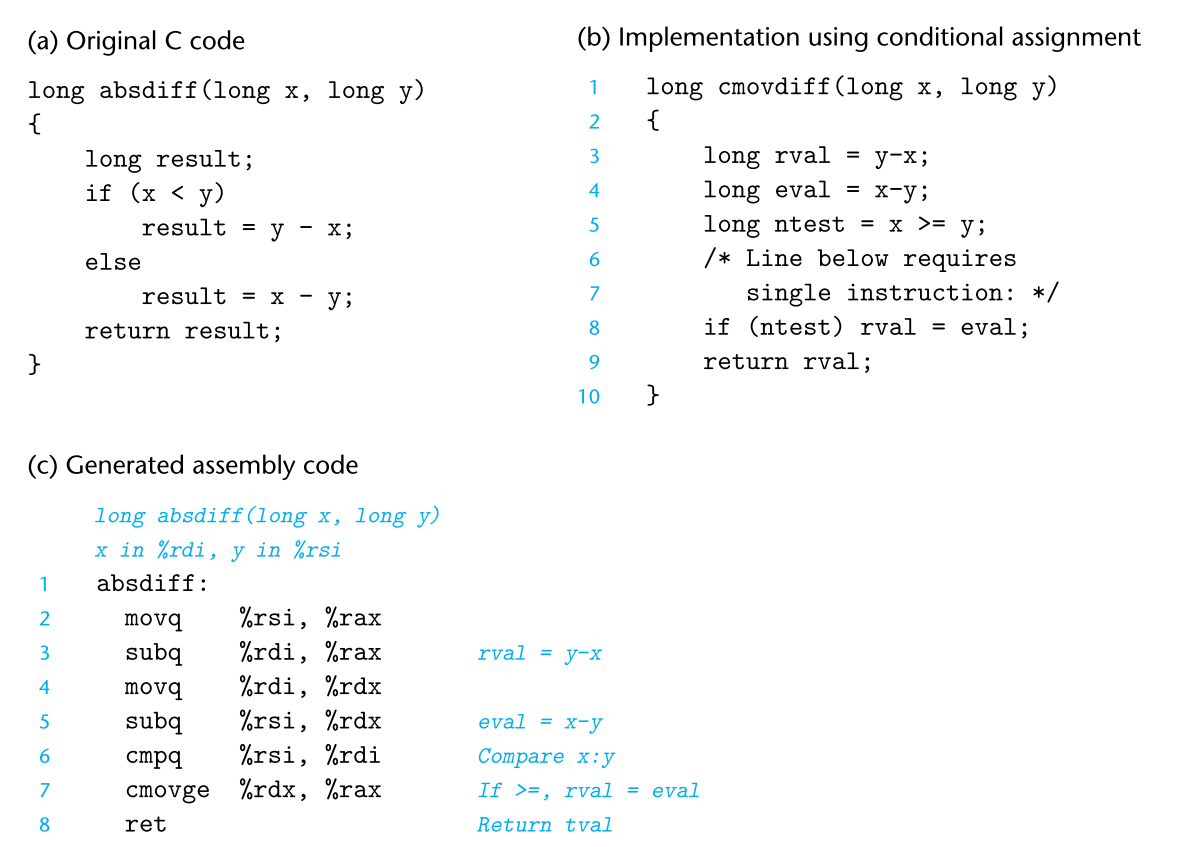 (a) Original C code
long absdiff(long x, long y)
{
    long result;
    if (x < y)
        result = y - x;
    else
        result = x - y;
    return result;
}
(b) Implementation using conditional assignment
1 long cmovdiff(long x, long y)
2 {
3     long rval = y-x;
4     long eval = x-y;
5     long ntest = x >= y;
6     /* Line below requires
7        single instruction: */
8     if (ntest) rval = eval;
9     return rval;
10 }
(c) Generated assembly code
long absdiff(long x, long y)
x in %rdi, y in %rsi
1 absdiff:
2   movq    %rsi, %rax
3   subq    %rdi, %rax    rval = y-x
4   movq    %rdi, %rdx
5   subq    %rsi, %rdx    eval = x-y
6   cmpq    %rsi, %rdi    Compare x:y
7   cmovge  %rdx, %rax    If >=, rval = eval
8   ret    Return tval